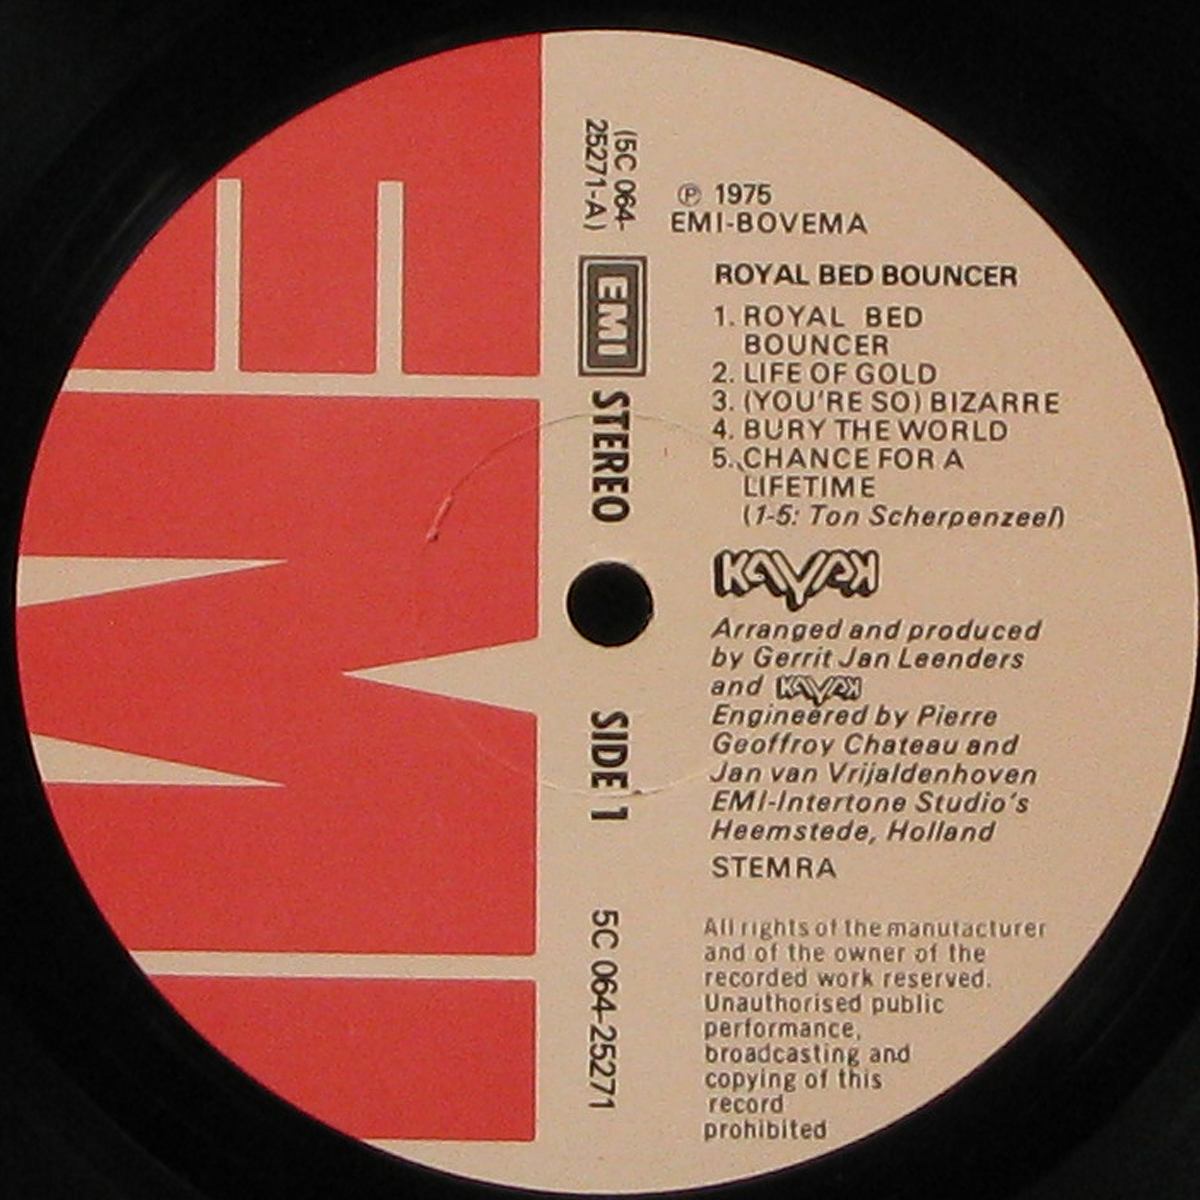 (5C 064-
25271-A)
EMI
STEREO
SIDE 1
5C 064-25271
℗ 1975
EMI-BOVEMA
ROYAL BED BOUNCER
1. ROYAL BED
BOUNCER
2. LIFE OF GOLD
3. (YOU'RE SO) BIZARRE
4. BURY THE WORLD
5. CHANCE FOR A
LIFETIME
(1-5: Ton Scherpenzeel)
KAYAK
Arranged and produced
by Gerrit Jan Leenders
and KAYAK
Engineered by Pierre
Geoffroy Chateau and
Jan van Vrijaldenhoven
EMI-Intertone Studio's
Heemstede, Holland
STEMRA
All rights of the manufacturer
and of the owner of the
recorded work reserved.
Unauthorised public
performance,
broadcasting and
copying of this
record
prohibited
EMI